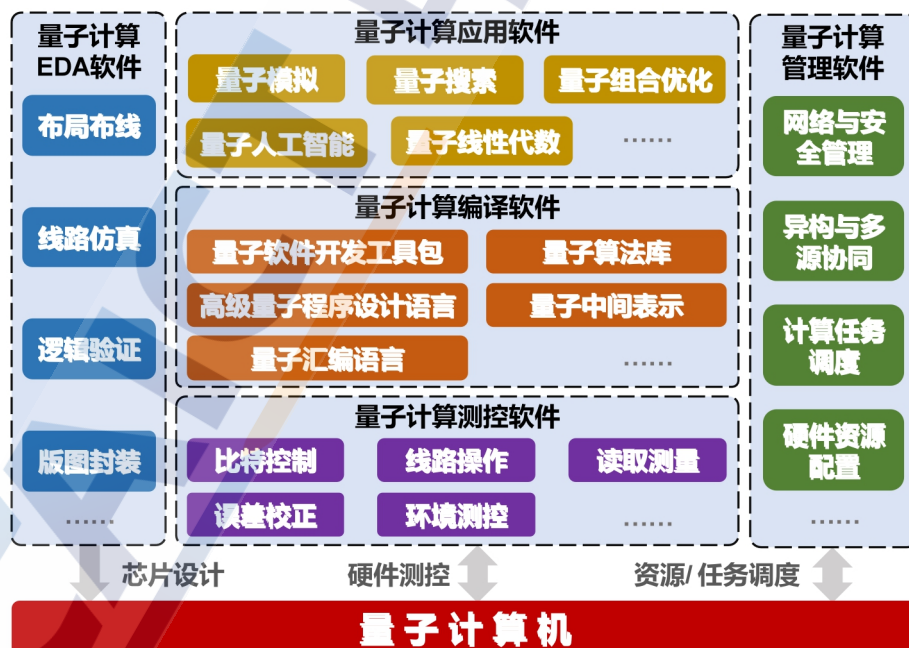 量子计算
EDA软件
布局布线
线路仿真
逻辑验证
版图封装
……
量子计算应用软件
量子模拟
量子搜索
量子组合优化
量子人工智能
量子线性代数
……
量子计算编译软件
量子软件开发工具包
量子算法库
高级量子程序设计语言
量子中间表示
量子汇编语言
……
量子计算测控软件
比特控制
线路操作
读取测量
误差校正
环境测控
……
量子计算
管理软件
网络与安
全管理
异构与多
源协同
计算任务
调度
硬件资源
配置
……
芯片设计
硬件测控
资源/任务调度
量子计算机